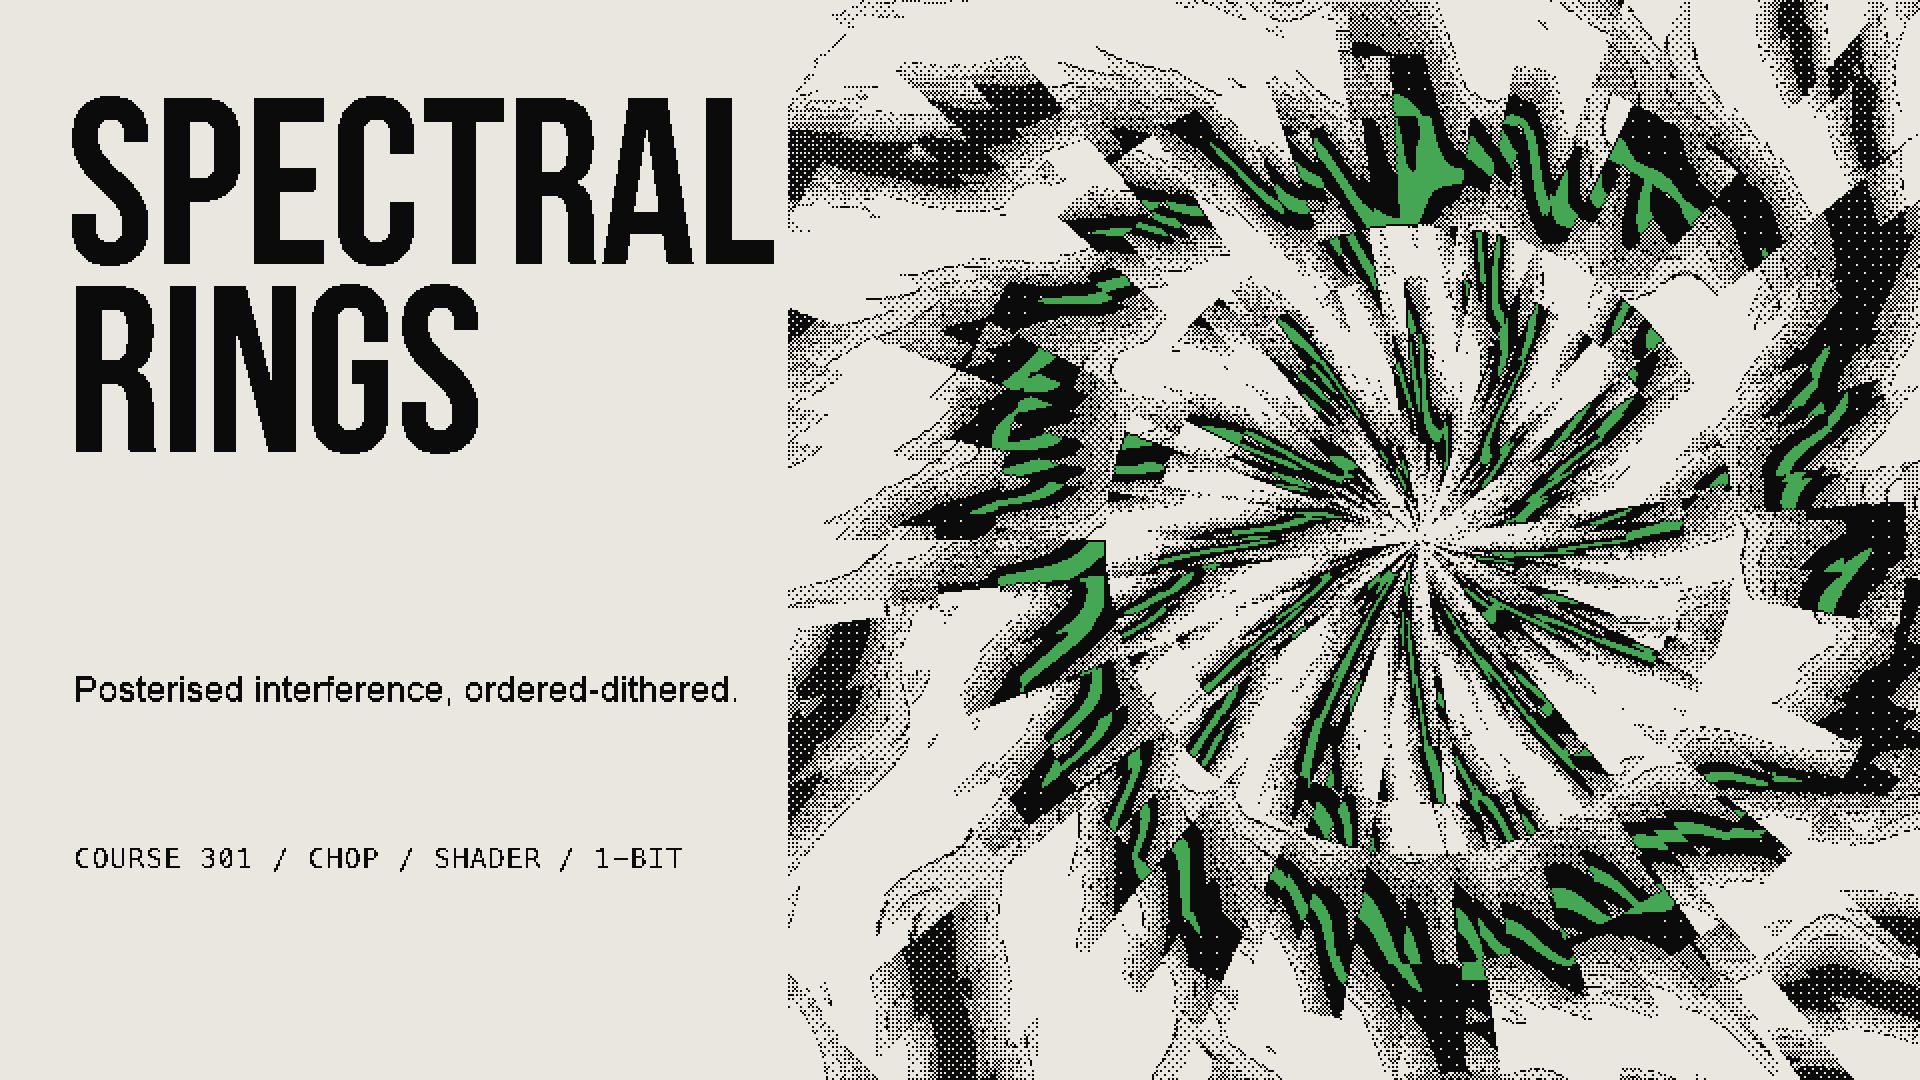 SPECTRAL
RINGS
Posterised interference, ordered-dithered.
COURSE 301 / CHOP / SHADER / 1-BIT